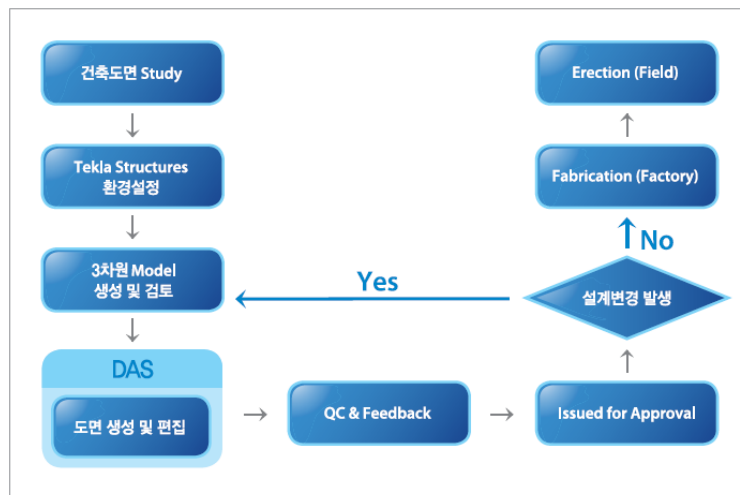 건축도면 Study
Tekla Structures
환경설정
3차원 Model
생성 및 검토
DAS
도면 생성 및 편집
QC & Feedback
Issued for Approval
설계변경 발생
Yes
No
Fabrication (Factory)
Erection (Field)